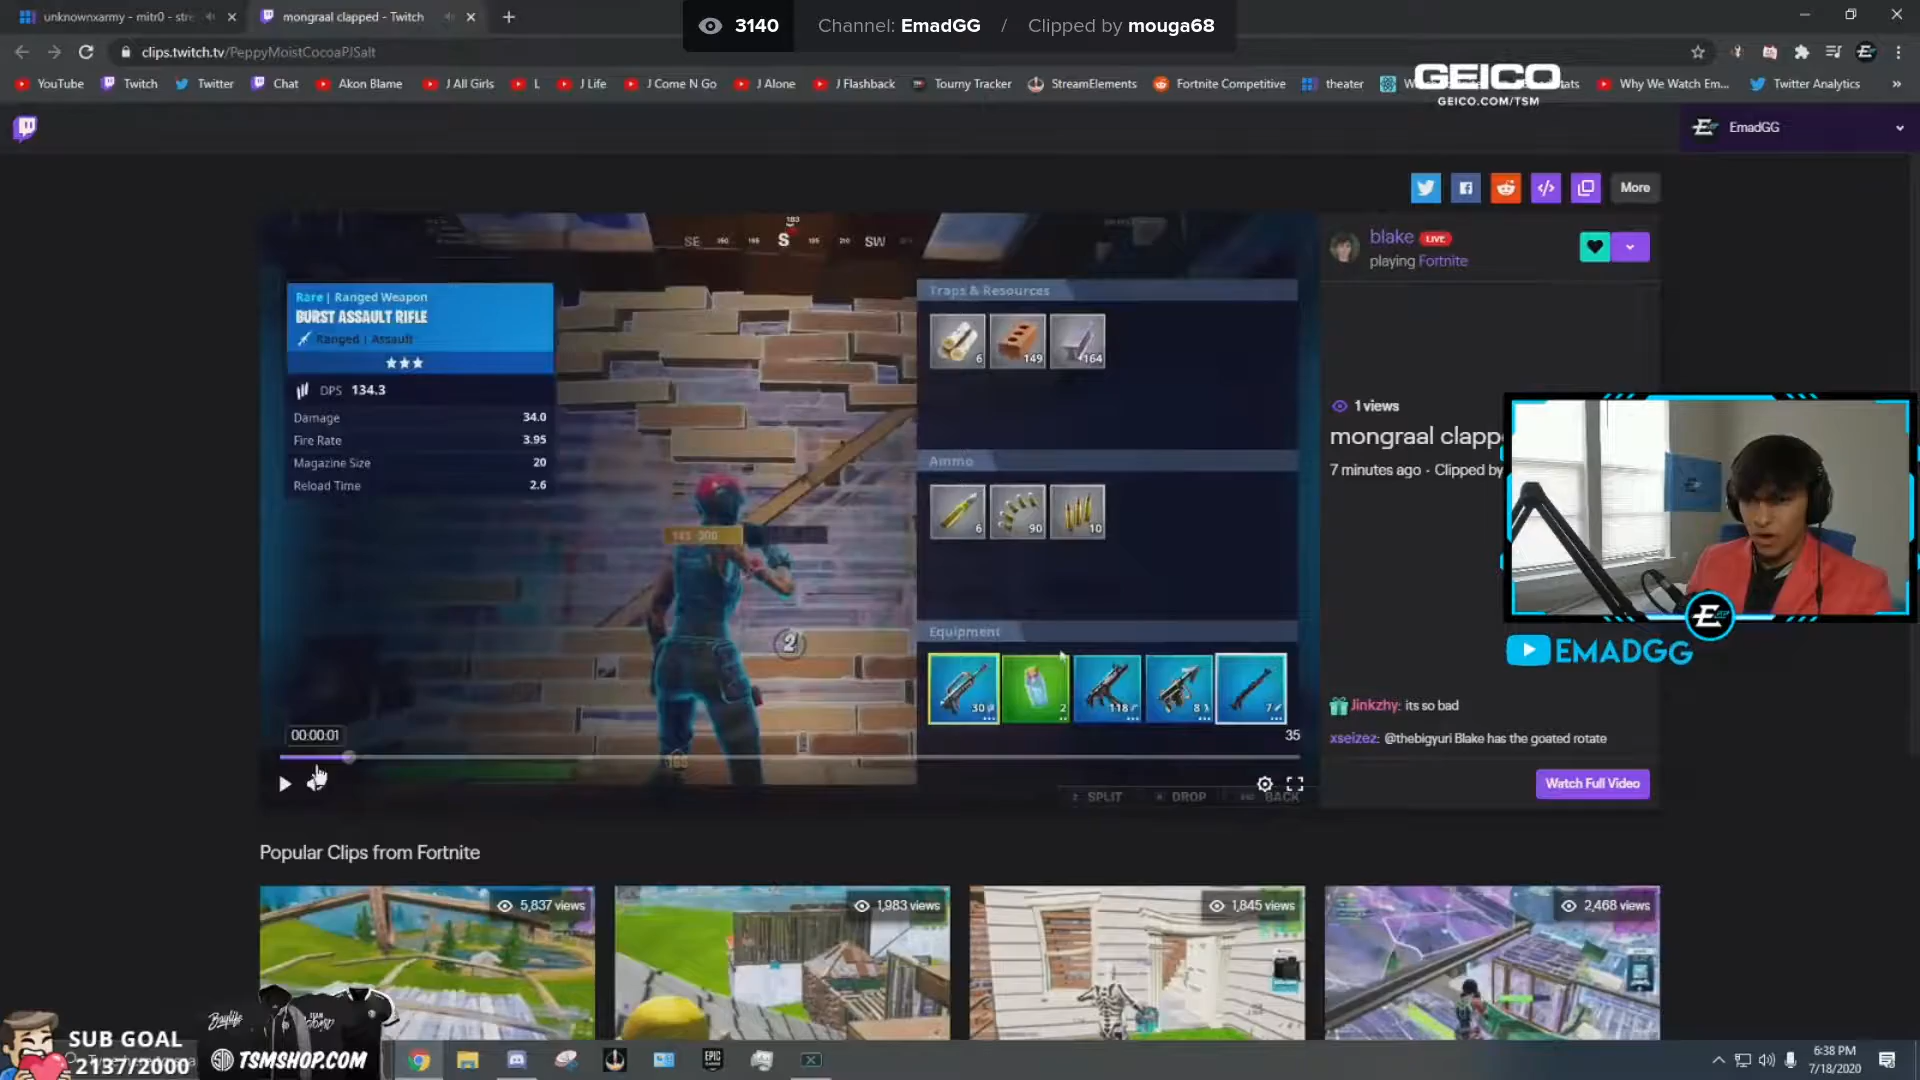 unknownxarmy - mitr0 - stre
mongraal clapped - Twitch
3140
Channel: EmadGG / Clipped by mouga68
clips.twitch.tv/PeppyMoistCocoaPJSalt
YouTube
Twitch
Twitter
Chat
Akon Blame
J All Girls
L
J Life
J Come N Go
J Alone
J Flashback
Tourny Tracker
StreamElements
Fortnite Competitive
theater
Why We Watch Em...
Twitter Analytics
GEICO
GEICO.COM/TSM
EmadGG
More
SE
S
SW
blake LIVE
playing Fortnite
Rare | Ranged Weapon
BURST ASSAULT RIFLE
Ranged | Assault
DPS 134.3
Damage 34.0
Fire Rate 3.95
Magazine Size 20
Reload Time 2.6
Traps & Resources
6 149 164
Ammo
6 90 10
Equipment
30 2 118 8 7
35
2
1 views
mongraal clapp
7 minutes ago - Clipped by
EMADGG
Jinkzhy: its so bad
xseizez: @thebigyuri Blake has the goated rotate
Watch Full Video
00:00:01
SPLIT
DROP
BACK
Popular Clips from Fortnite
5,837 views
1,983 views
1,845 views
2,468 views
SUB GOAL
2137/2000
TSMSHOP.COM
EPIC
6:38 PM
7/18/2020